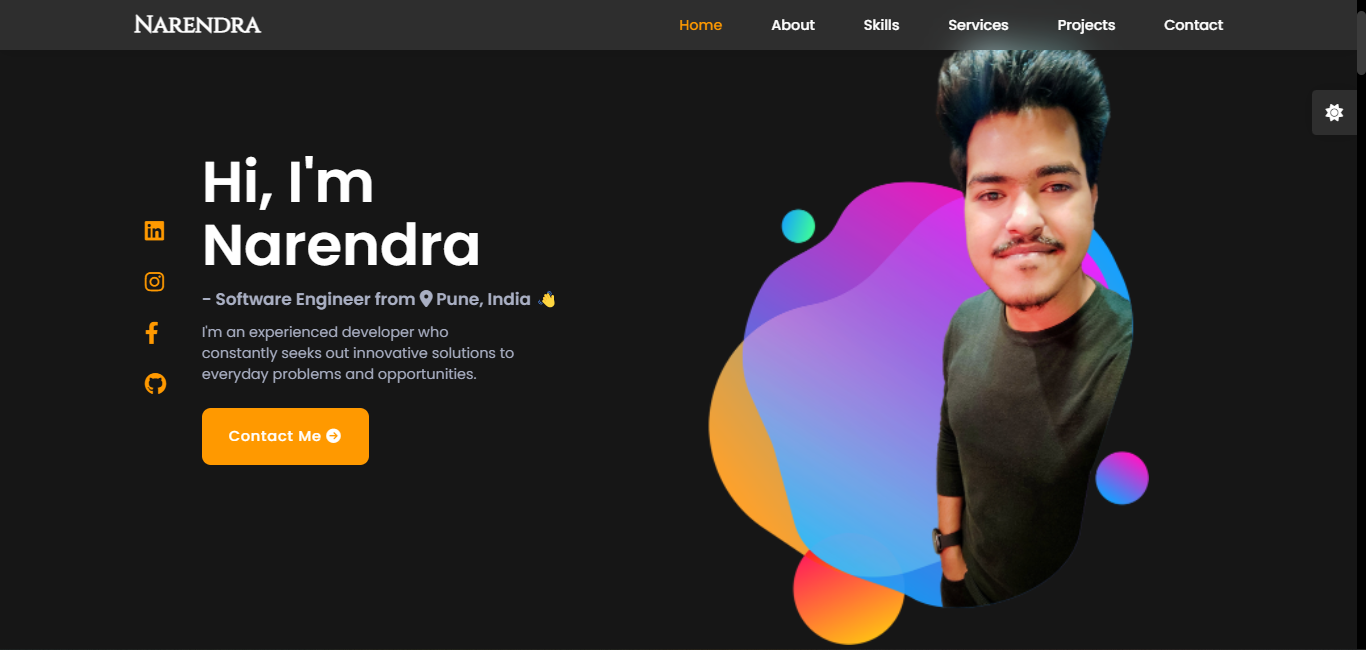 NARENDRA
Home About Skills Services Projects Contact
Hi, I'm
Narendra
- Software Engineer from Pune, India 👋
I'm an experienced developer who
constantly seeks out innovative solutions to
everyday problems and opportunities.
Contact Me